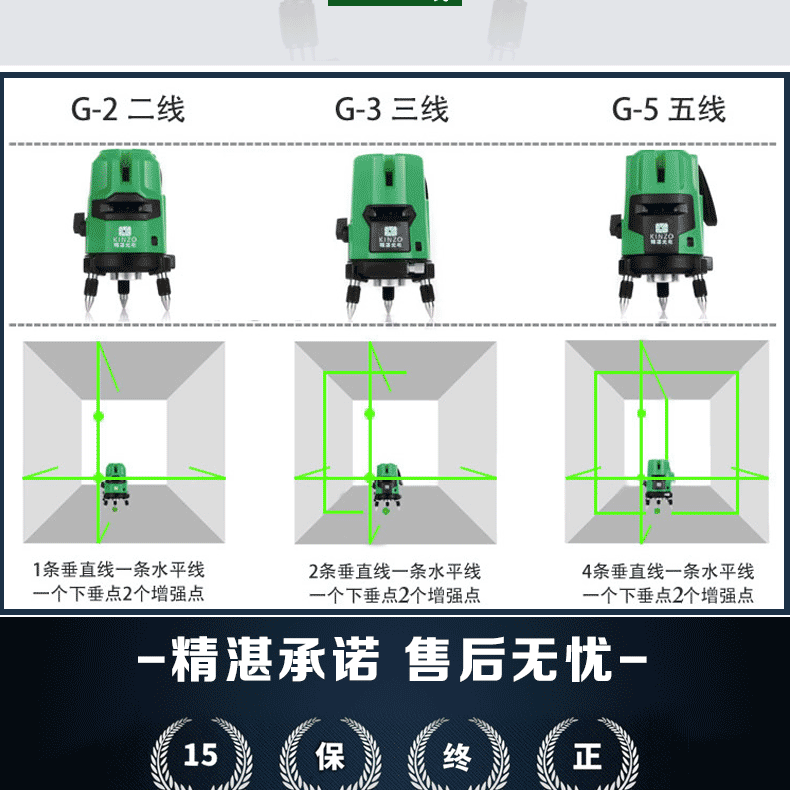 G-2 二线
G-3 三线
G-5 五线
KINZO
精湛光电
KINZO
精湛光电
KINZO
精湛光电
1条垂直线一条水平线
一个下垂点2个增强点
2条垂直线一条水平线
一个下垂点2个增强点
4条垂直线一条水平线
一个下垂点2个增强点
-精湛承诺 售后无忧-
15
保
终
正